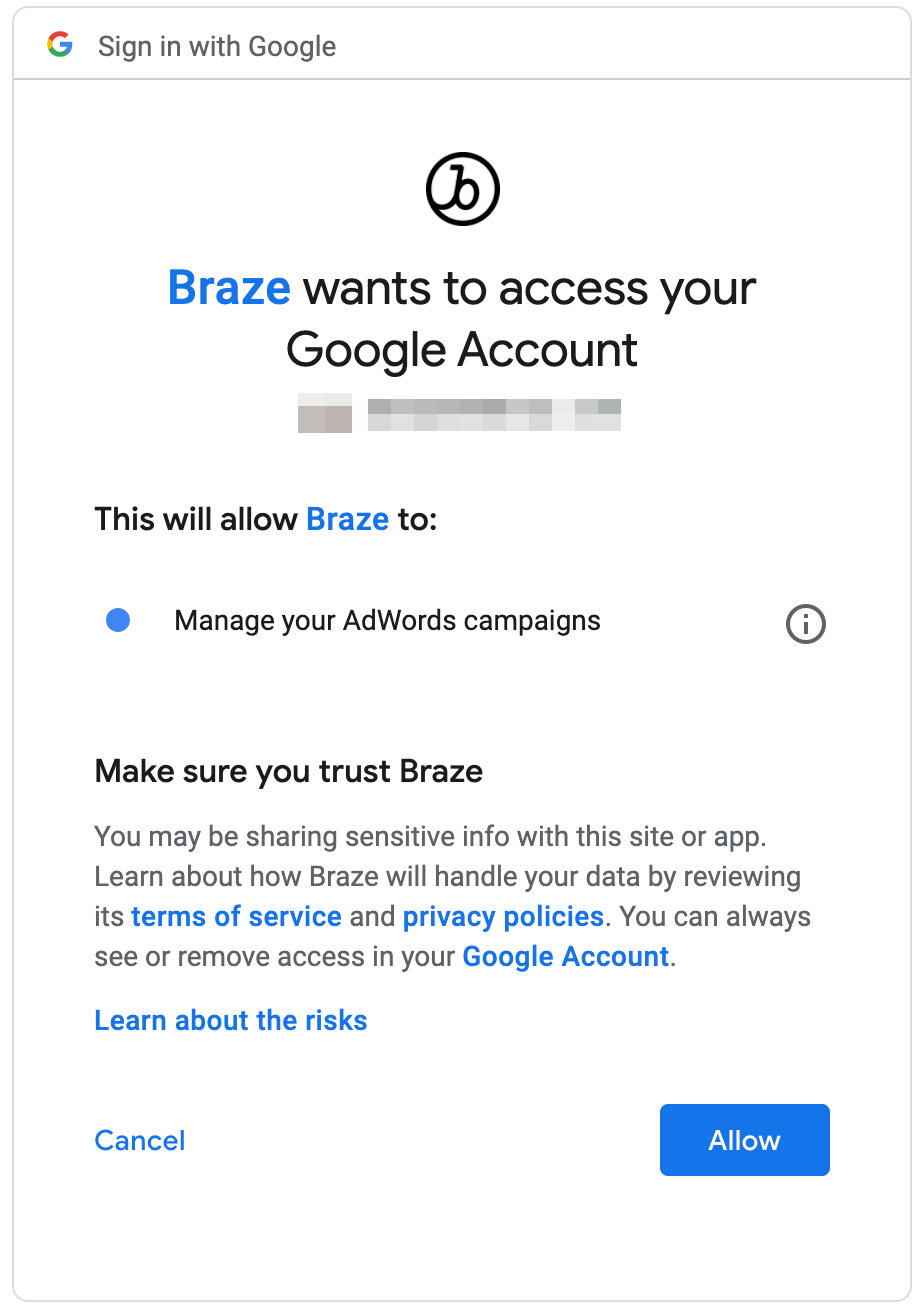 Sign in with Google
Braze wants to access your
Google Account
This will allow Braze to:
Manage your AdWords campaigns
Make sure you trust Braze
You may be sharing sensitive info with this site or app.
Learn about how Braze will handle your data by reviewing
its terms of service and privacy policies. You can always
see or remove access in your Google Account.
Learn about the risks
Cancel
Allow